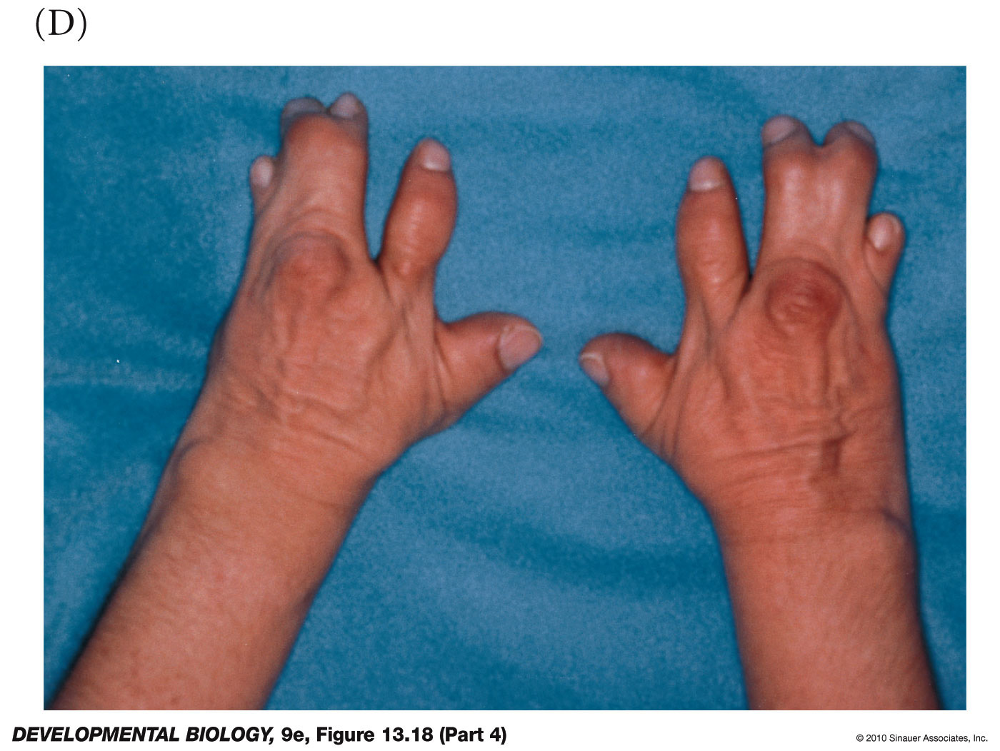 (D)
DEVELOPMENTAL BIOLOGY, 9e, Figure 13.18 (Part 4)
© 2010 Sinauer Associates, Inc.